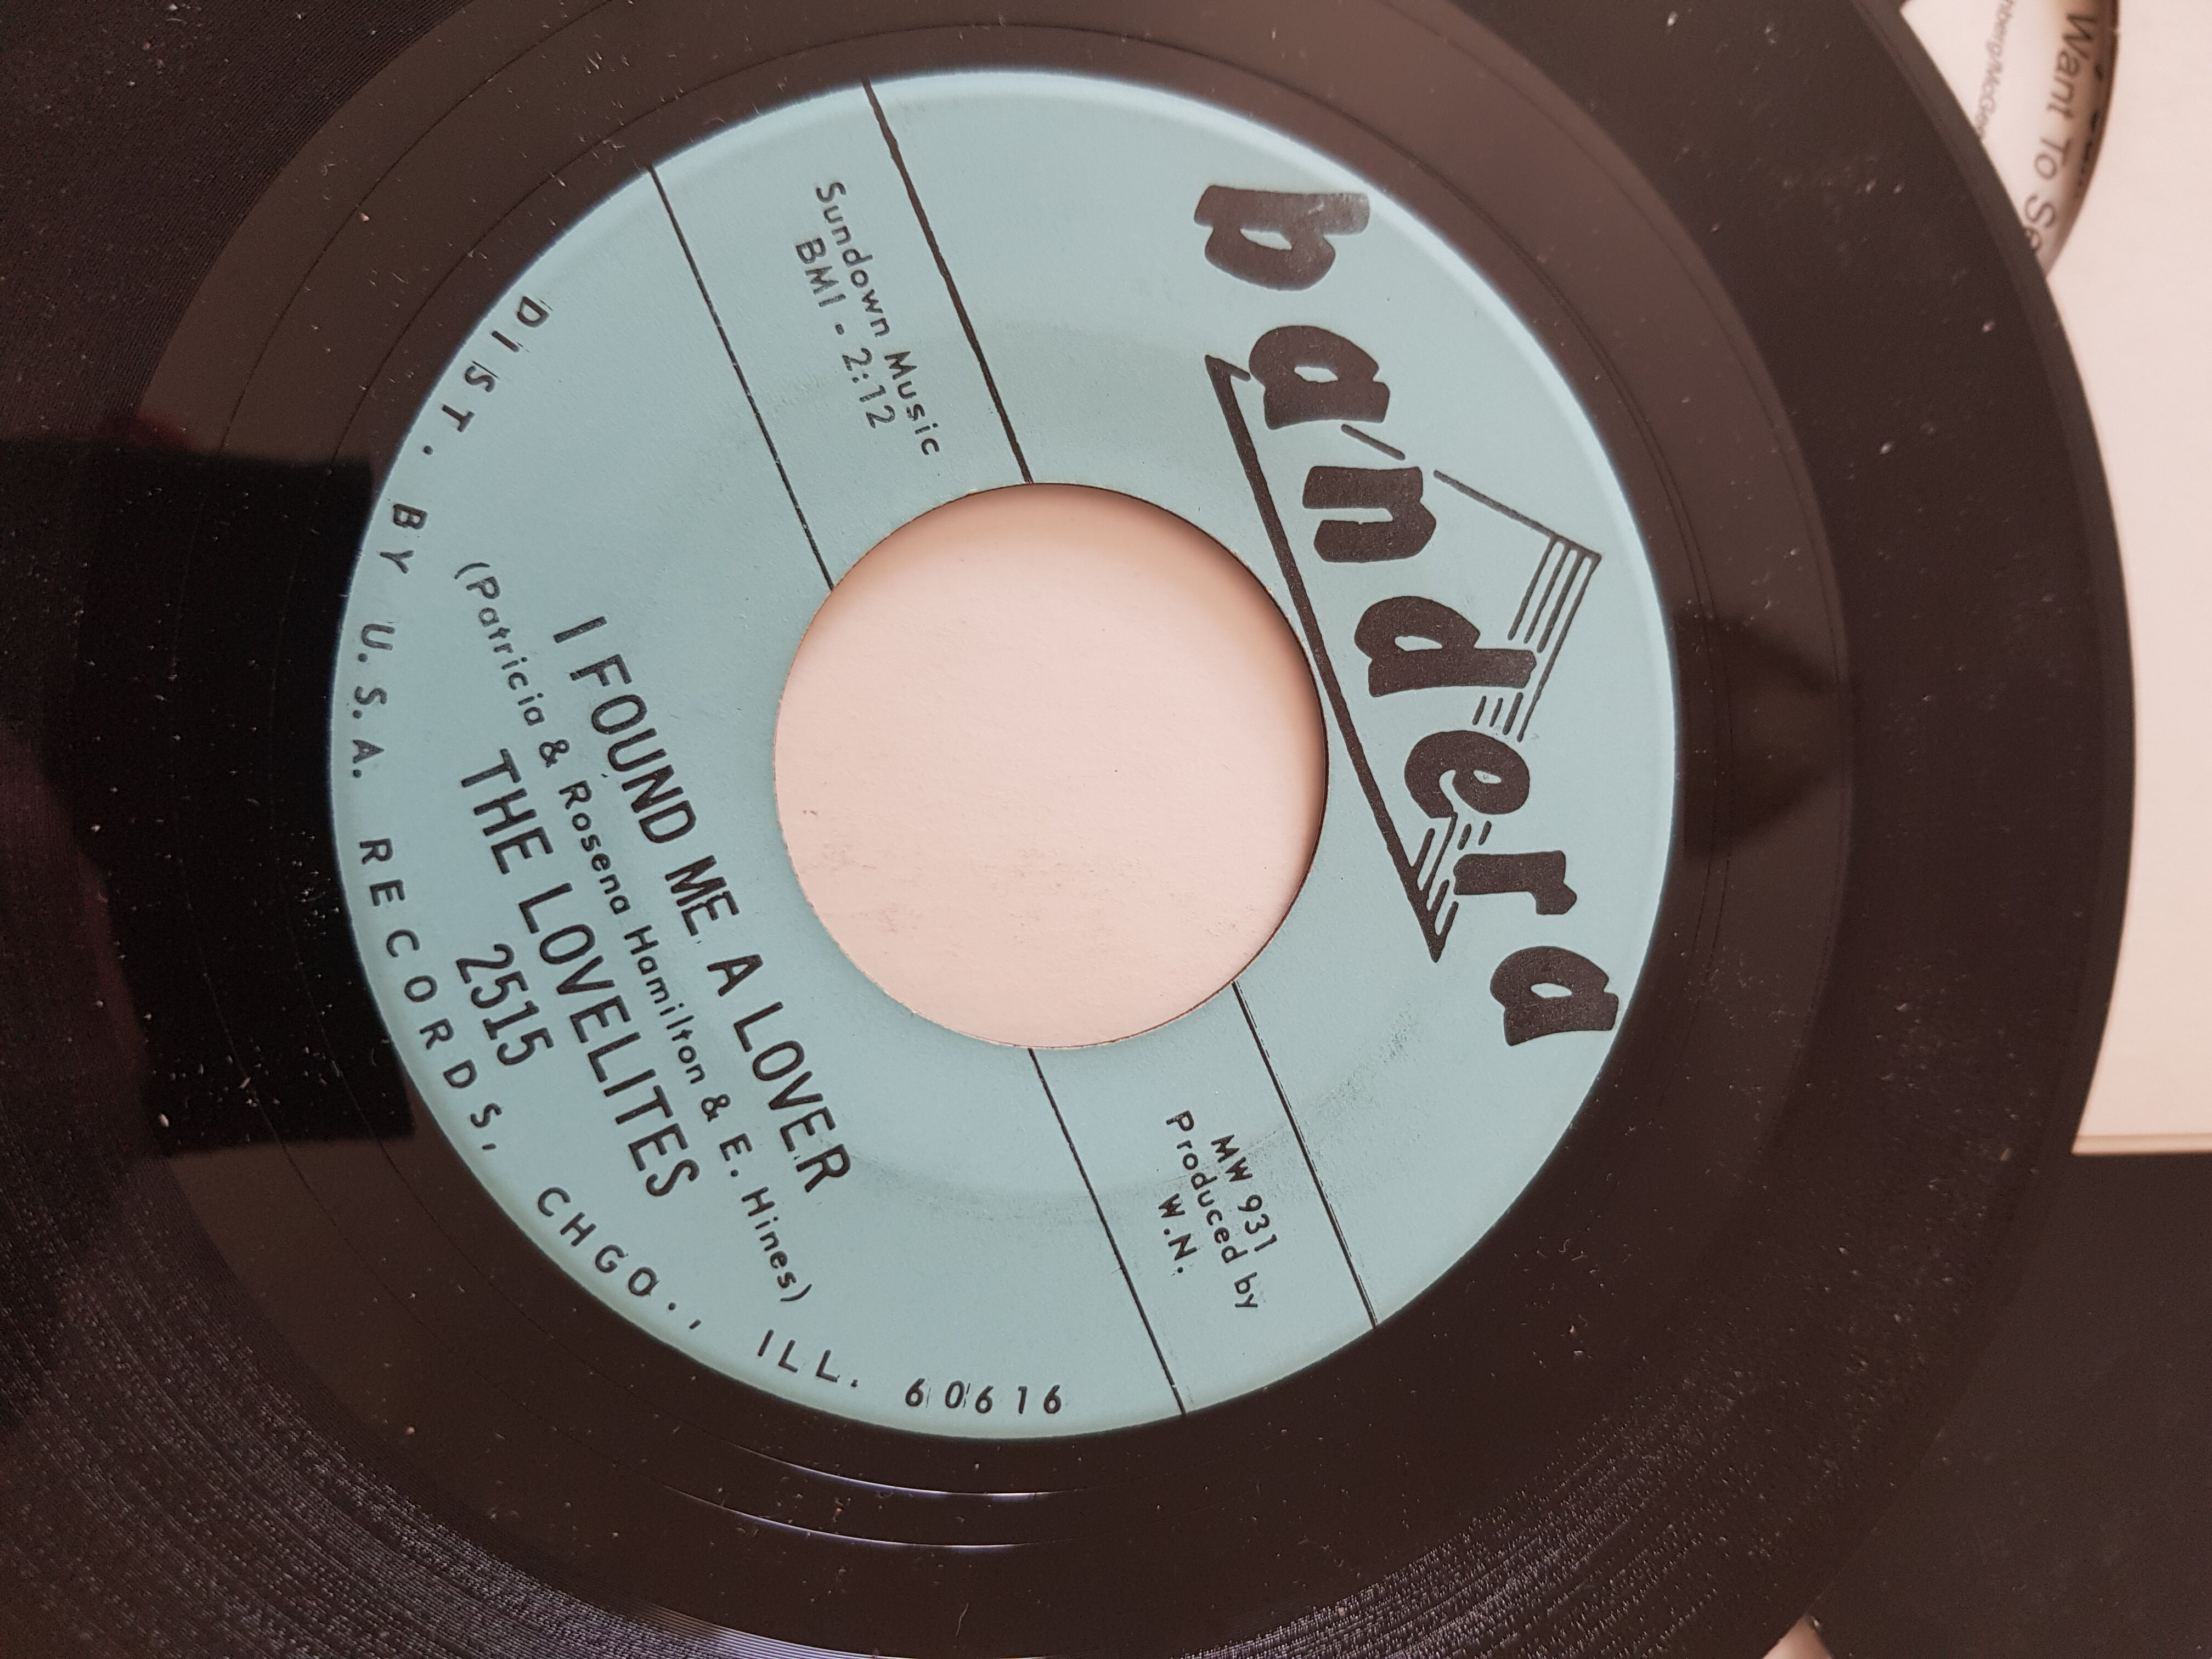 bandera
Sundown Music
BMI - 2:12
MW 931
Produced by
W.N.
I FOUND ME A LOVER
(Patricia & Rosena Hamilton & E. Hines)
THE LOVELITES
2515
DIST. BY U.S.A. RECORDS, CHGO., ILL. 60616
Want To